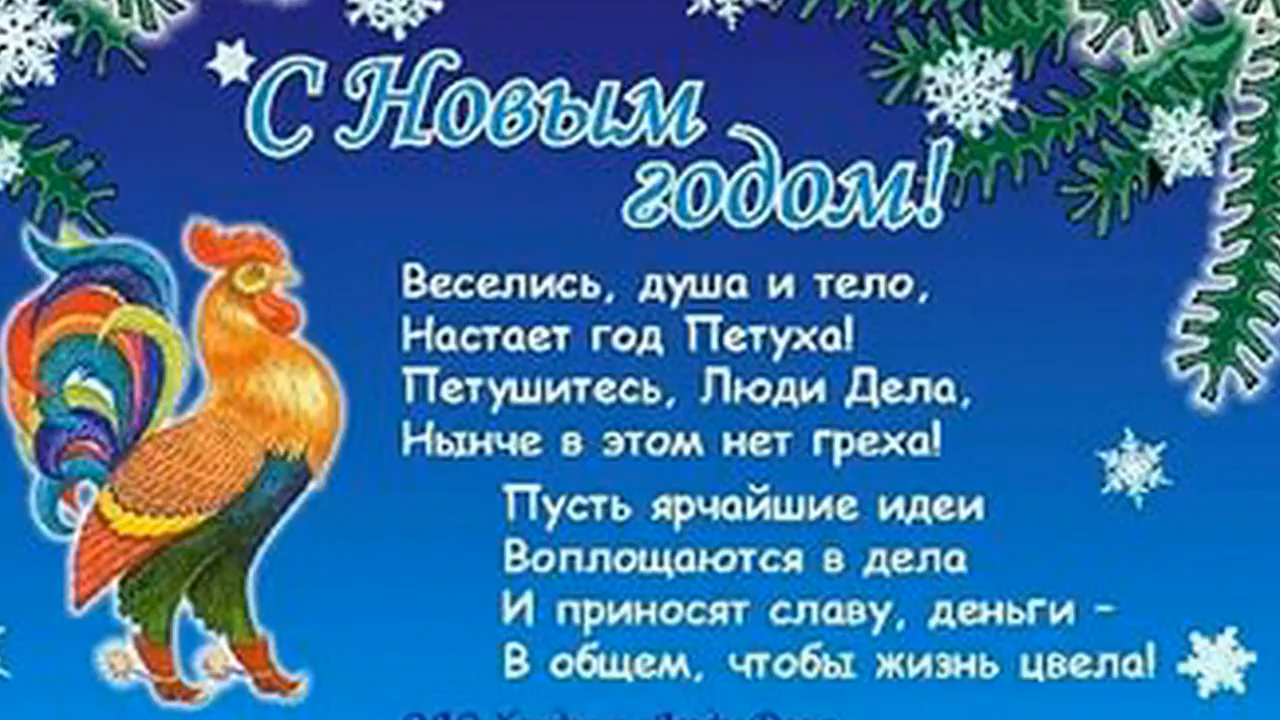 С Новым
годом!
Веселись, душа и тело,
Настает год Петуха!
Петушитесь, Люди Дела,
Нынче в этом нет греха!
Пусть ярчайшие идеи
Воплощаются в дела
И приносят славу, деньги –
В общем, чтобы жизнь цвела!